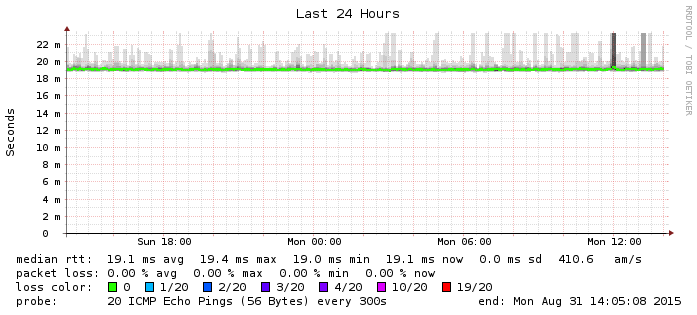 Last 24 Hours
RRDTOOL / TOBI OETIKER
Seconds
22 m
20 m
18 m
16 m
14 m
12 m
10 m
8 m
6 m
4 m
2 m
0
Sun 18:00 Mon 00:00 Mon 06:00 Mon 12:00
median rtt: 19.1 ms avg 19.4 ms max 19.0 ms min 19.1 ms now 0.0 ms sd 410.6 am/s
packet loss: 0.00 % avg 0.00 % max 0.00 % min 0.00 % now
loss color: 0 1/20 2/20 3/20 4/20 10/20 19/20
probe: 20 ICMP Echo Pings (56 Bytes) every 300s end: Mon Aug 31 14:05:08 2015